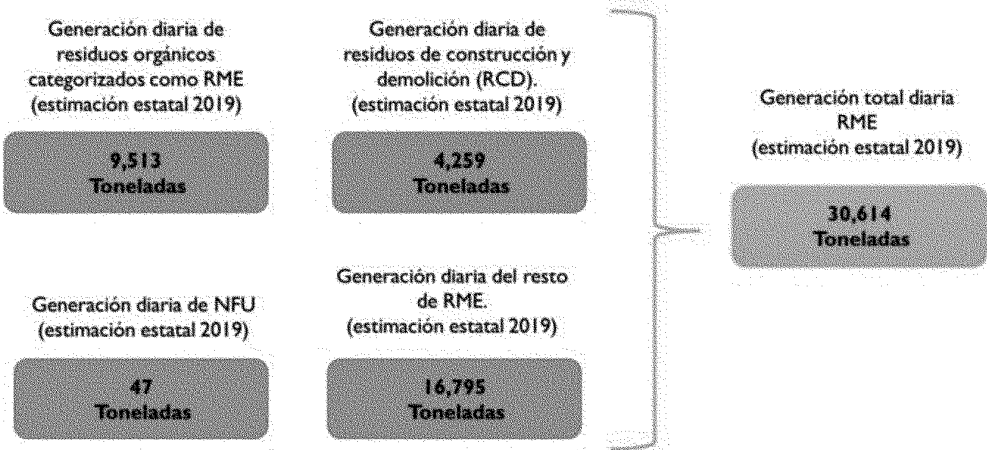 Generación diaria de
residuos orgánicos
categorizados como RME
(estimación estatal 2019)
9,513
Toneladas
Generación diaria de
residuos de construcción y
demolición (RCD).
(estimación estatal 2019)
4,259
Toneladas
Generación diaria de NFU
(estimación estatal 2019)
47
Toneladas
Generación diaria del resto
de RME.
(estimación estatal 2019)
16,795
Toneladas
Generación total diaria
RME
(estimación estatal 2019)
30,614
Toneladas